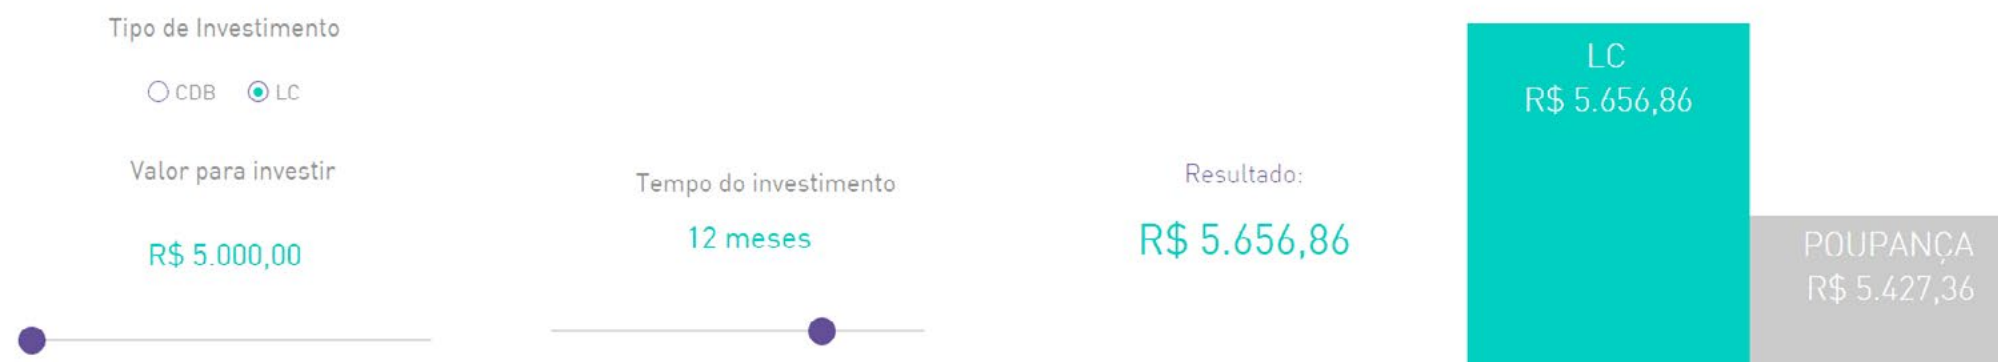 Tipo de Investimento
CDB LC
Valor para investir
R$ 5.000,00
Tempo do investimento
12 meses
Resultado:
R$ 5.656,86
LC
R$ 5.656,86
POUPANÇA
R$ 5.427,36